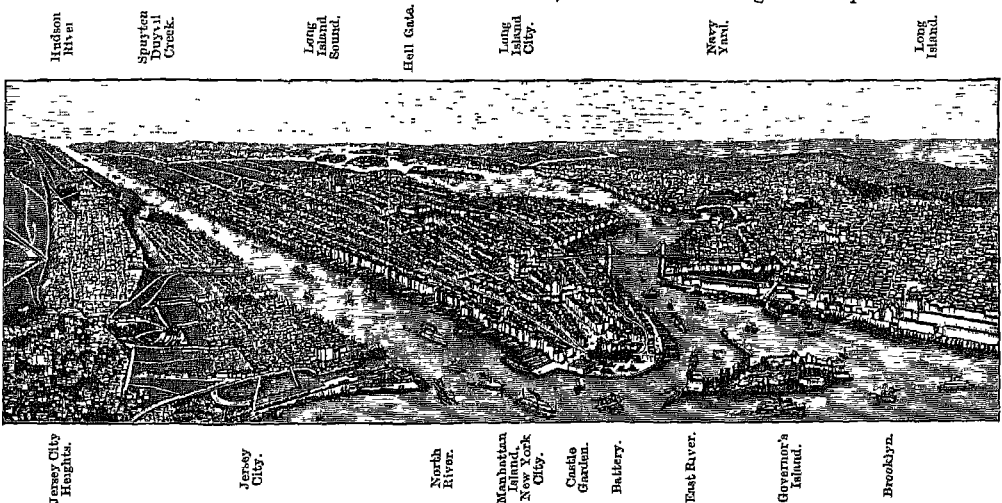 Hudson
River
Spuyten
Duyvil
Creek.
Long
Island
Sound.
Hell Gate.
Long
Island
City.
Navy
Yard.
Long
Island.
Jersey City
Heights.
Jersey
City.
North
River.
Manhattan
Island,
New York
City.
Castle
Garden.
Battery.
East River.
Governor's
Island.
Brooklyn.